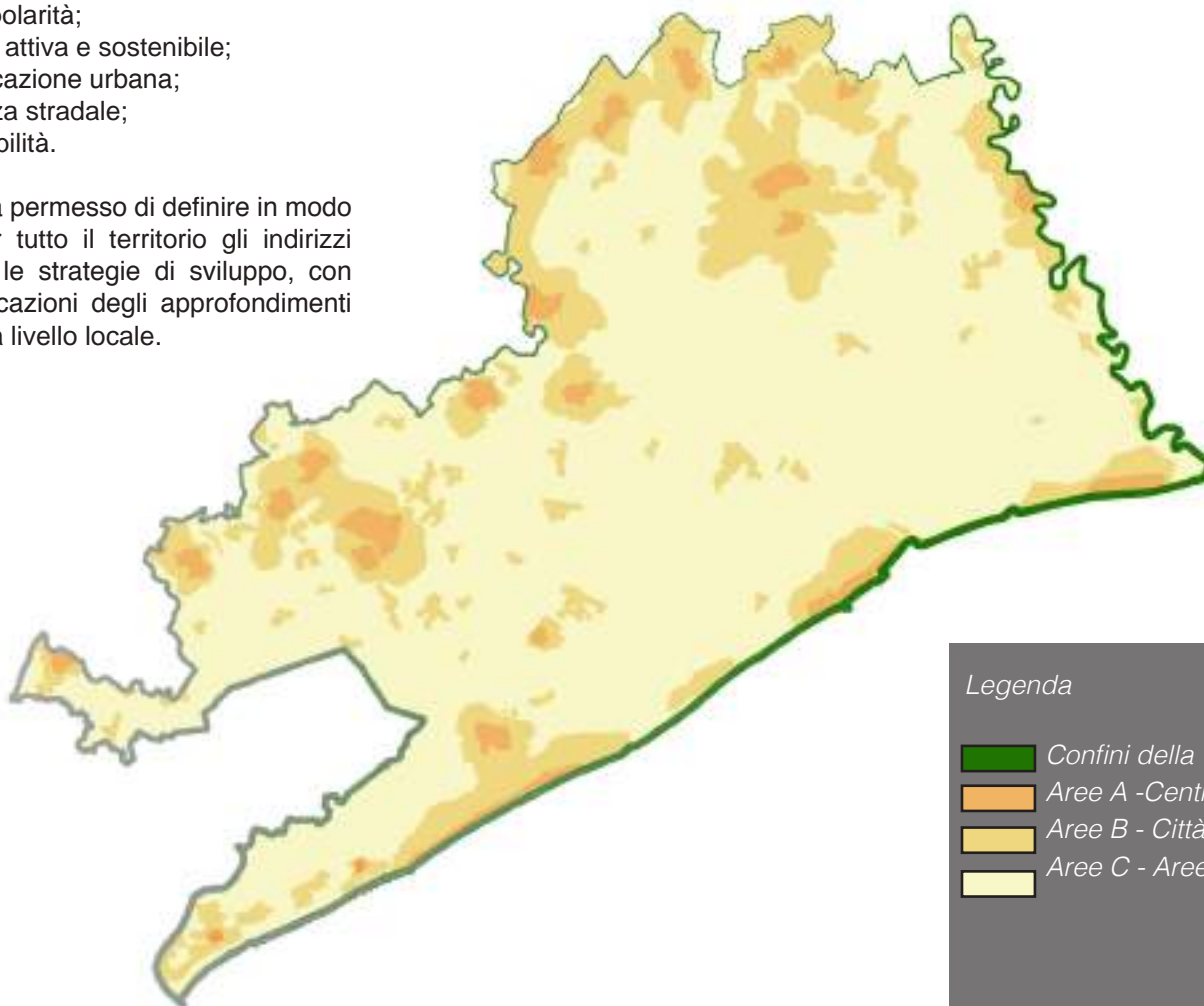 polarità;
attiva e sostenibile;
cazione urbana;
za stradale;
bilità.
a permesso di definire in modo
r tutto il territorio gli indirizzi
le strategie di sviluppo, con
cazioni degli approfondimenti
a livello locale.
Legenda
Confini della
Aree A -Centr
Aree B - Città
Aree C - Aree